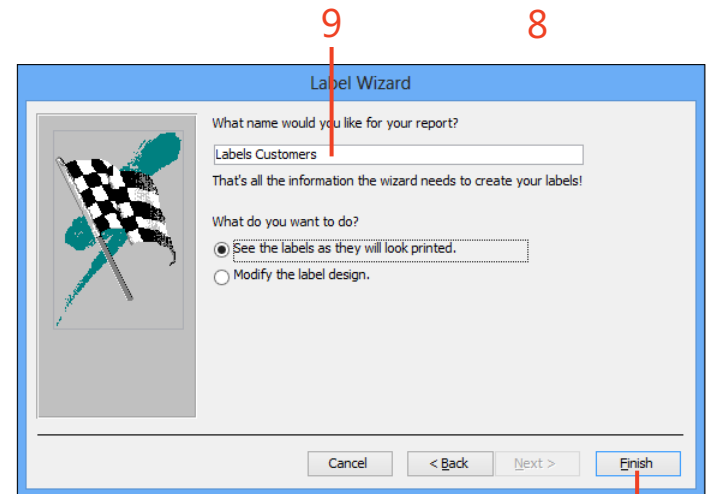 9 8
Label Wizard
What name would you like for your report?
Labels Customers
That's all the information the wizard needs to create your labels!
What do you want to do?
See the labels as they will look printed.
Modify the label design.
Cancel < Back Next > Finish